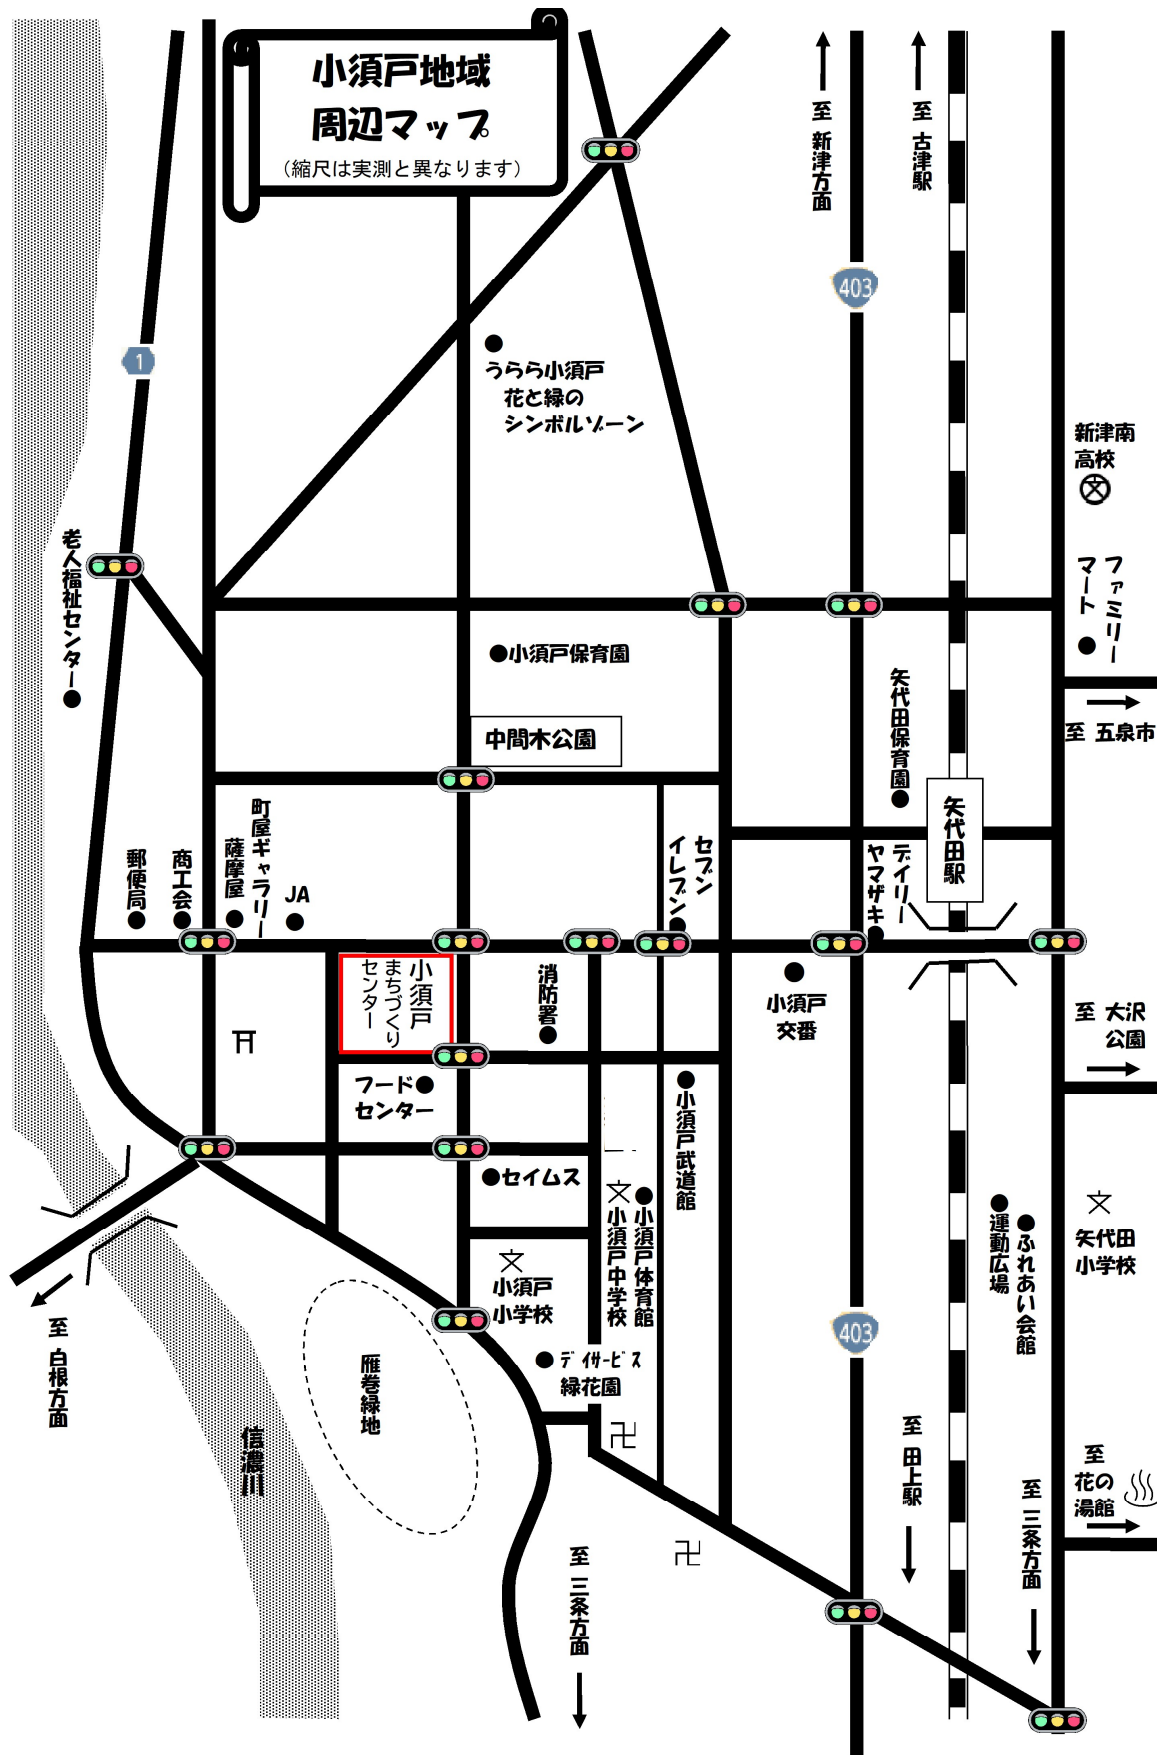 小須戸地域
周辺マップ
（縮尺は実測と異なります）
至 新津方面
至 古津駅
403
1
うらら小須戸
花と緑の
シンボルゾーン
新津南
高校
老人福祉センター
ファミリー
マート
小須戸保育園
矢代田保育園
至 五泉市
中間木公園
矢代田駅
郵便局
商工会
町屋ギャラリー
薩摩屋
JA
セブン
イレブン
デイリー
ヤマザキ
小須戸
まちづくり
センター
消防署
小須戸
交番
至 大沢
公園
フード
センター
小須戸武道館
セイムス
文
小須戸中学校
小須戸体育館
文
小須戸
小学校
運動広場
ふれあい会館
文
矢代田
小学校
403
至 白根方面
雁巻緑地
デイサービス
緑花園
信濃川
卍
卍
至 田上駅
至
花の
湯館
至 三条方面
至 三条方面